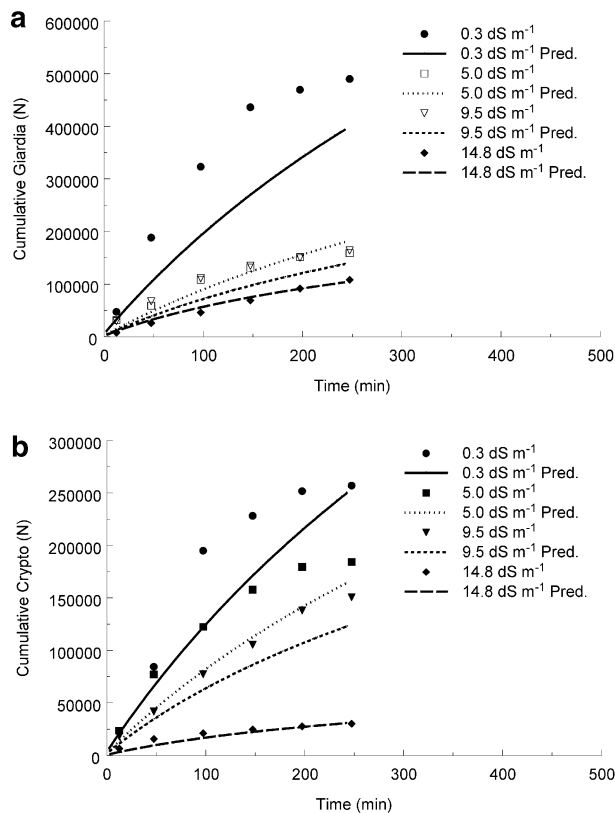 a
600000
500000
400000
300000
200000
100000
0
Cumulative Giardia (N)
0 100 200 300 400 500
Time (min)
0.3 dS m⁻¹
0.3 dS m⁻¹ Pred.
5.0 dS m⁻¹
5.0 dS m⁻¹ Pred.
9.5 dS m⁻¹
9.5 dS m⁻¹ Pred.
14.8 dS m⁻¹
14.8 dS m⁻¹ Pred.
b
300000
250000
200000
150000
100000
50000
0
Cumulative Crypto (N)
0 100 200 300 400 500
Time (min)
0.3 dS m⁻¹
0.3 dS m⁻¹ Pred.
5.0 dS m⁻¹
5.0 dS m⁻¹ Pred.
9.5 dS m⁻¹
9.5 dS m⁻¹ Pred.
14.8 dS m⁻¹
14.8 dS m⁻¹ Pred.